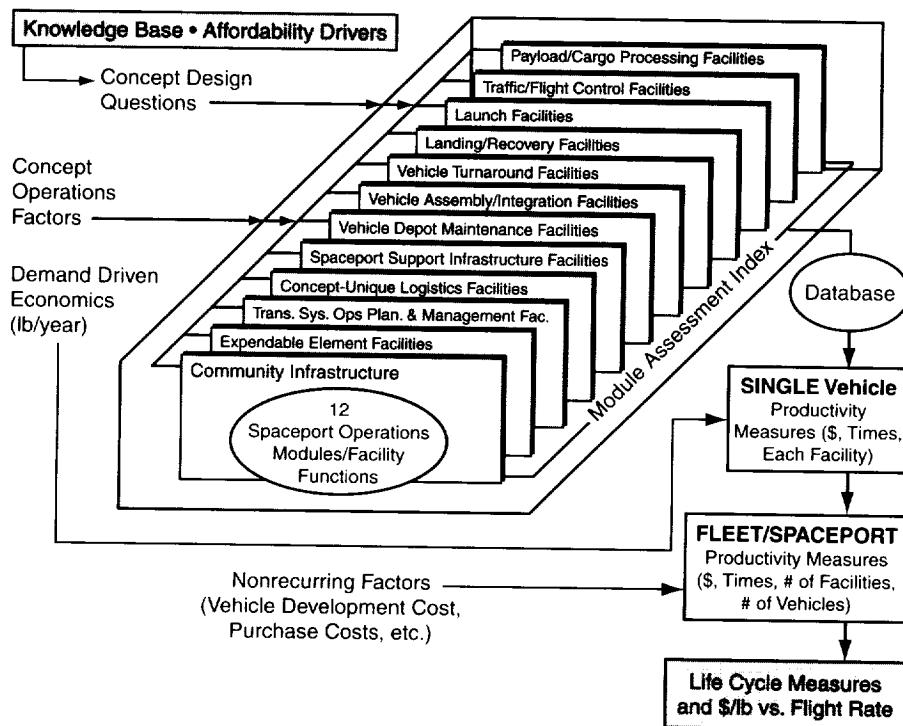 Knowledge Base • Affordability Drivers
Concept Design
Questions
Concept
Operations
Factors
Demand Driven
Economics
(lb/year)
Payload/Cargo Processing Facilities
Traffic/Flight Control Facilities
Launch Facilities
Landing/Recovery Facilities
Vehicle Turnaround Facilities
Vehicle Assembly/Integration Facilities
Vehicle Depot Maintenance Facilities
Spaceport Support Infrastructure Facilities
Concept-Unique Logistics Facilities
Trans. Sys. Ops Plan. & Management Fac.
Expendable Element Facilities
Community Infrastructure
12
Spaceport Operations
Modules/Facility
Functions
Module Assessment Index
Database
SINGLE Vehicle
Productivity
Measures ($, Times,
Each Facility)
FLEET/SPACEPORT
Productivity Measures
($, Times, # of Facilities,
# of Vehicles)
Nonrecurring Factors
(Vehicle Development Cost,
Purchase Costs, etc.)
Life Cycle Measures
and $/lb vs. Flight Rate